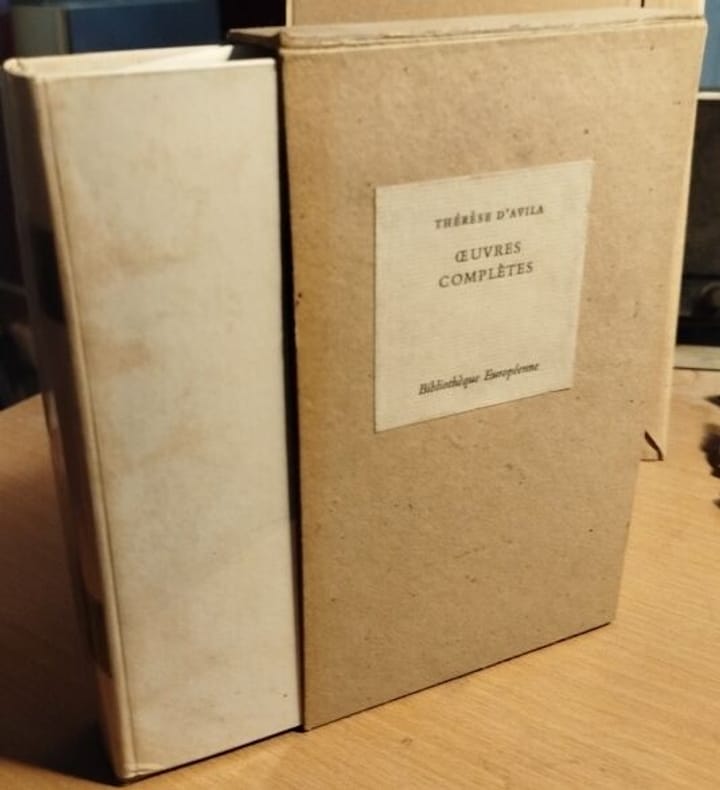 THÉRÈSE D'AVILA
ŒUVRES
COMPLÈTES
Bibliothèque Européenne